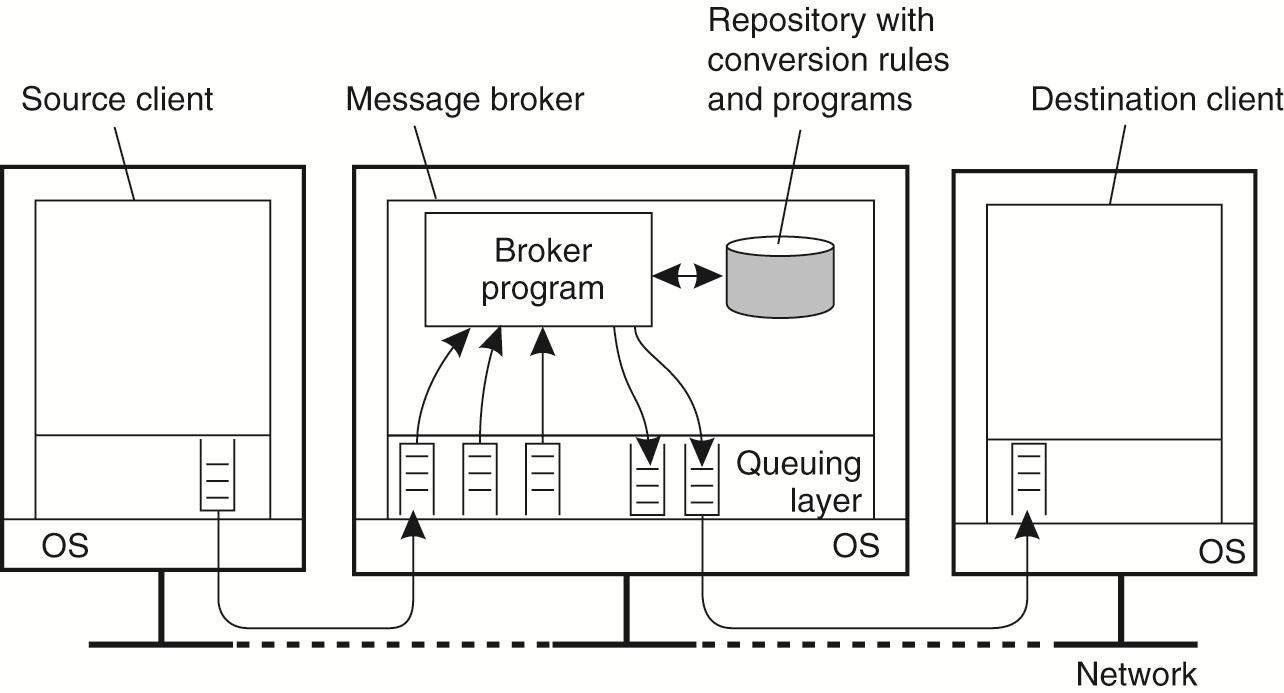 Repository with
conversion rules
and programs
Source client
Message broker
Destination client
Broker
program
Queuing
layer
OS
OS
OS
Network